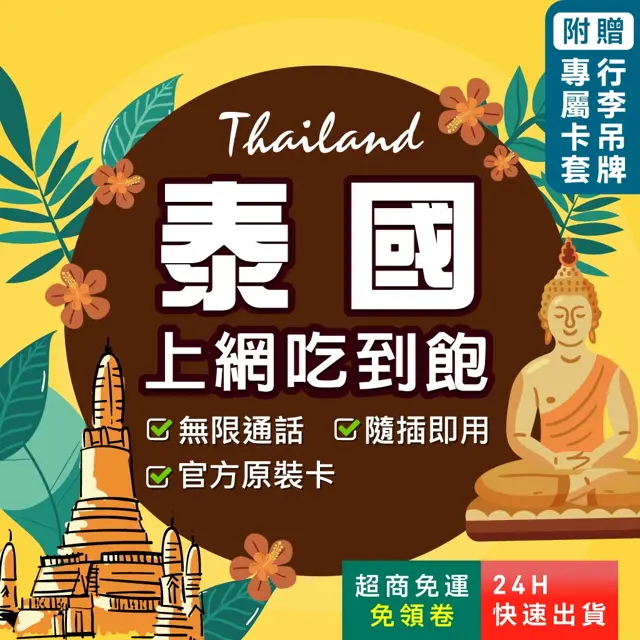 附贈
行李吊牌
專屬卡套
Thailand
泰國
上網吃到飽
無限通話
隨插即用
官方原裝卡
超商免運
免領卷
24H
快速出貨